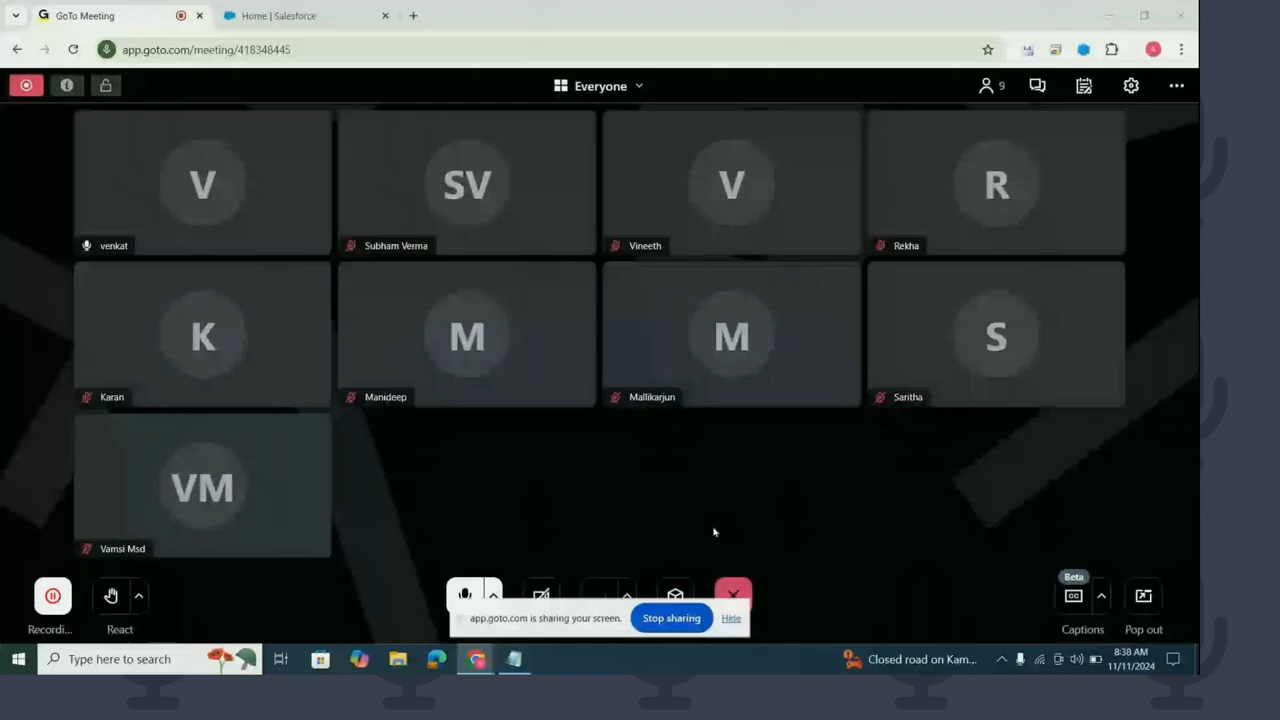 GoTo Meeting
Home | Salesforce
app.goto.com/meeting/418348445
Everyone
9
V
venkat
SV
Subham Verma
V
Vineeth
R
Rekha
K
Karan
M
Manideep
M
Mallikarjun
S
Saritha
VM
Vamsi Msd
Beta
CC
Recordi...
React
app.goto.com is sharing your screen.
Stop sharing
Hide
Captions
Pop out
Type here to search
Closed road on Kam...
8:38 AM
11/11/2024